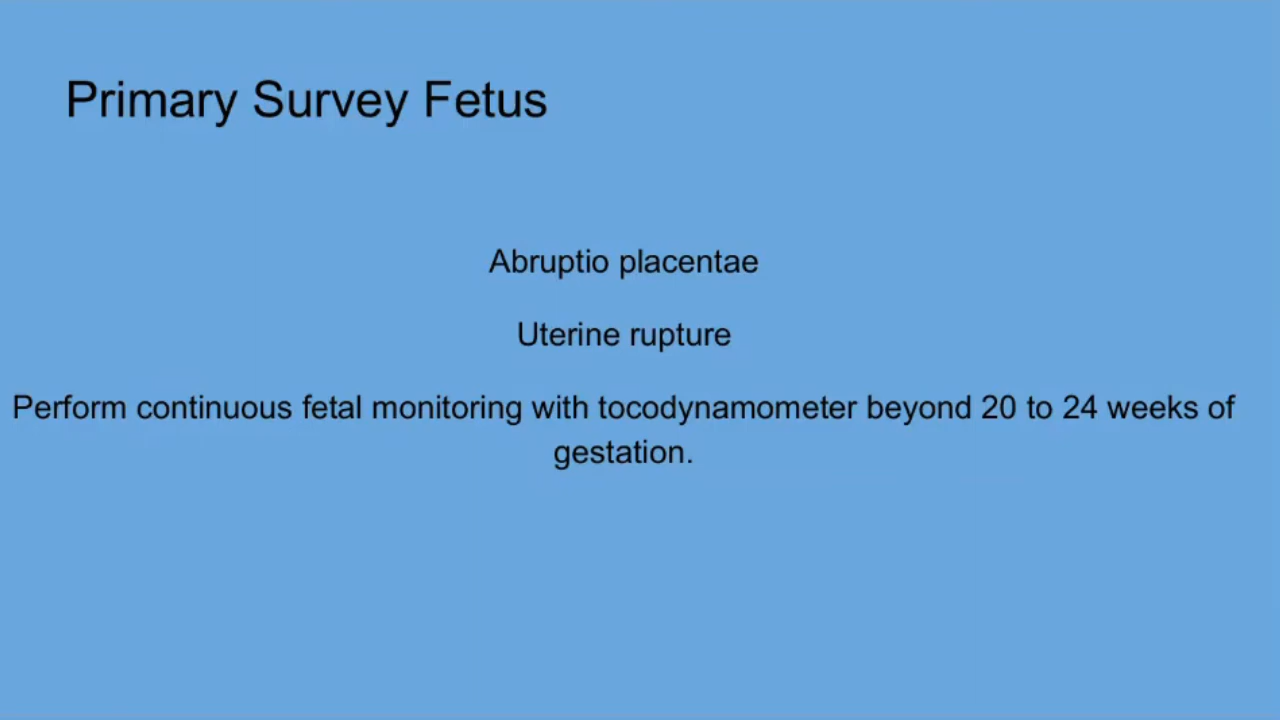 Primary Survey Fetus
Abruptio placentae
Uterine rupture
Perform continuous fetal monitoring with tocodynamometer beyond 20 to 24 weeks of
gestation.